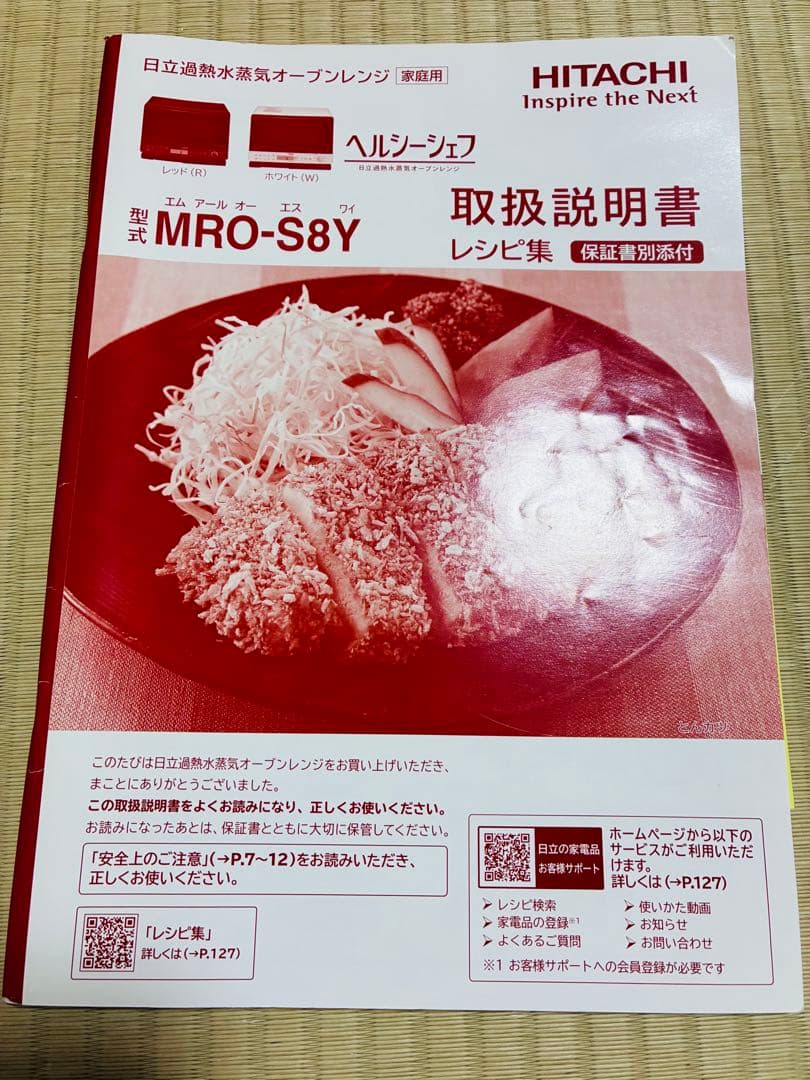 日立過熱水蒸気オーブンレンジ 家庭用
HITACHI
Inspire the Next
レッド(R)
ホワイト(W)
ヘルシーシェフ
日立過熱水蒸気オーブンレンジ
型式
エム アール オー エス ワイ
MRO-S8Y
取扱説明書
レシピ集 保証書別添付
とんカツ
このたびは日立過熱水蒸気オーブンレンジをお買い上げいただき、
まことにありがとうございました。
この取扱説明書をよくお読みになり、正しくお使いください。
お読みになったあとは、保証書とともに大切に保管してください。
「安全上のご注意」(→P.7~12)をお読みいただき、
正しくお使いください。
「レシピ集」
詳しくは(→P.127)
日立の家電品
お客様サポート
ホームページから以下の
サービスがご利用いただ
けます。
詳しくは(→P.127)
➢ レシピ検索
➢ 家電品の登録※1
➢ よくあるご質問
➢ 使いかた動画
➢ お知らせ
➢ お問い合わせ
※1 お客様サポートへの会員登録が必要です